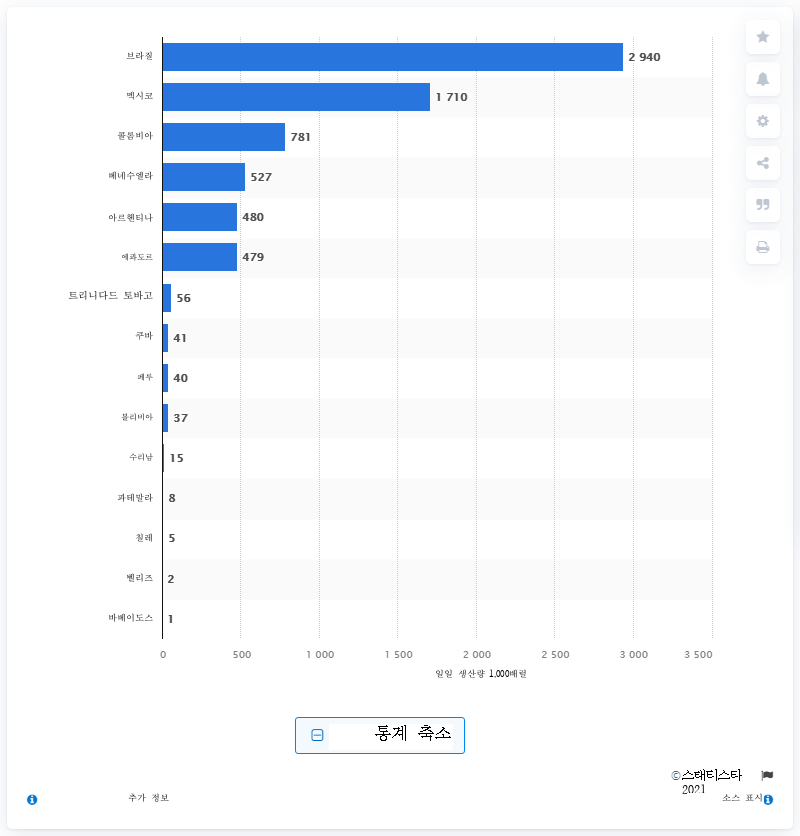 브라질 2 940
멕시코 1 710
콜롬비아 781
베네수엘라 527
아르헨티나 480
에콰도르 479
트리니다드 토바고 56
쿠바 41
페루 40
볼리비아 37
수리남 15
과테말라 8
칠레 5
벨리즈 2
바베이도스 1
0 500 1 000 1 500 2 000 2 500 3 000 3 500
일일 생산량 1,000배럴
통계 축소
©스태티스타
2021
추가 정보 소스 표시